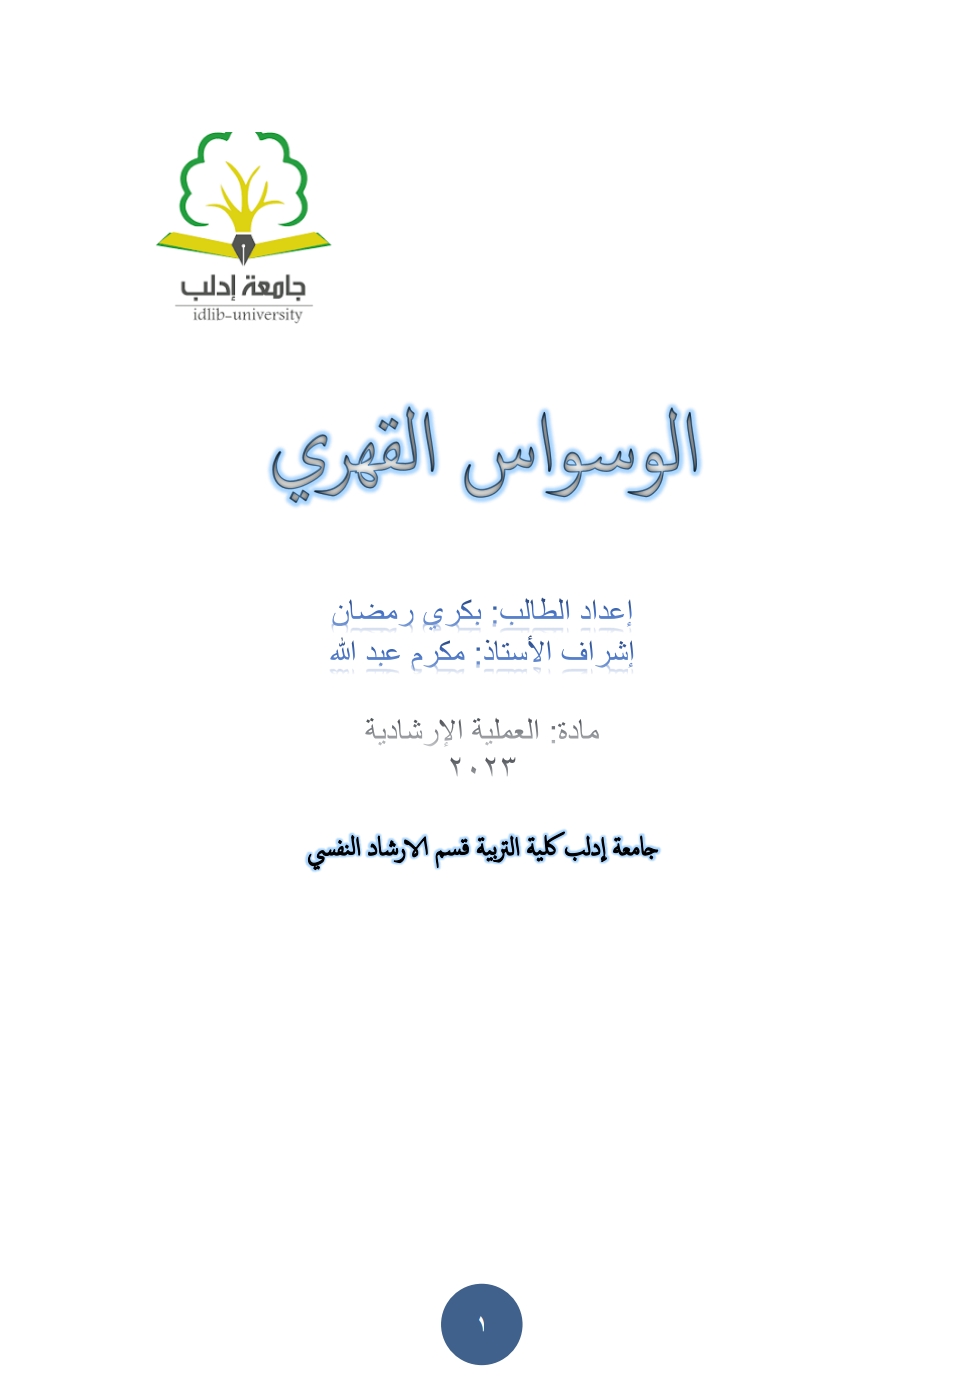 جامعة إدلب
idlib-university
الوسواس القهري
إعداد الطالب: بكري رمضان
إشراف الأستاذ: مكرم عبد الله
مادة: العملية الإرشادية
٢٠٢٣
جامعة إدلب كلية التربية قسم الارشاد النفسي
١